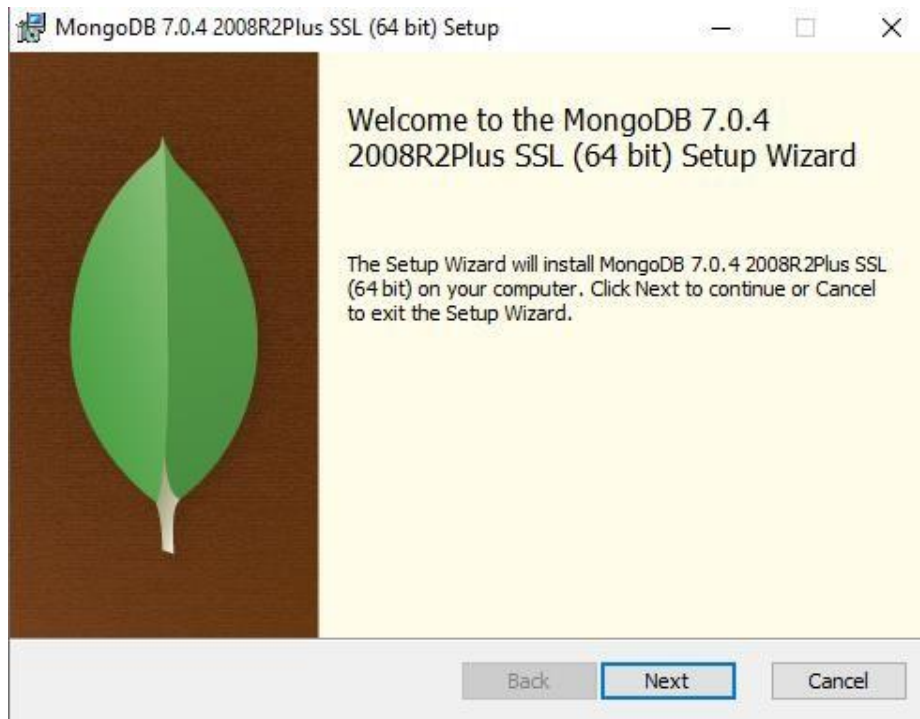 MongoDB 7.0.4 2008R2Plus SSL (64 bit) Setup
Welcome to the MongoDB 7.0.4
2008R2Plus SSL (64 bit) Setup Wizard
The Setup Wizard will install MongoDB 7.0.4 2008R2Plus SSL
(64 bit) on your computer. Click Next to continue or Cancel
to exit the Setup Wizard.
Back
Next
Cancel